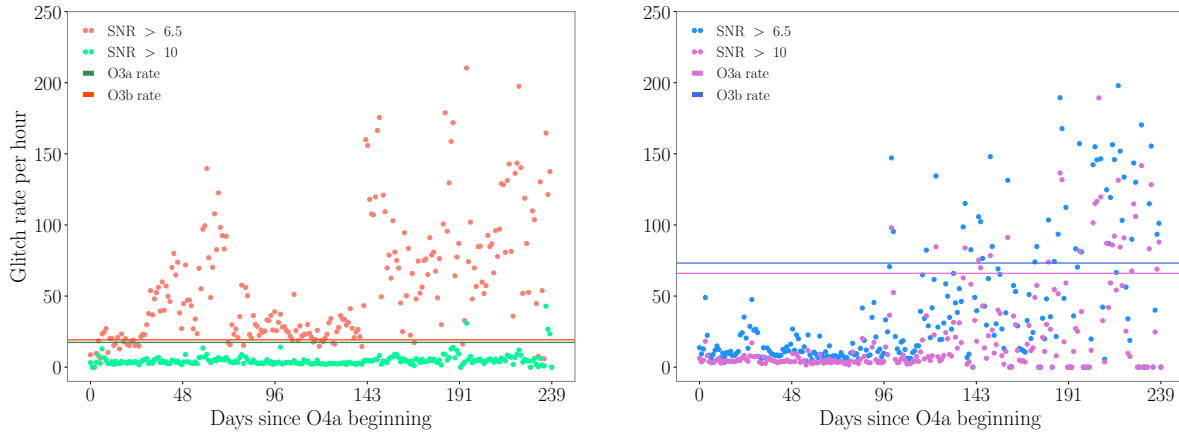 Glitch rate per hour
250
200
150
100
50
0
SNR > 6.5
SNR > 10
O3a rate
O3b rate
0 48 96 143 191 239
Days since O4a beginning
250
200
150
100
50
0
SNR > 6.5
SNR > 10
O3a rate
O3b rate
0 48 96 143 191 239
Days since O4a beginning